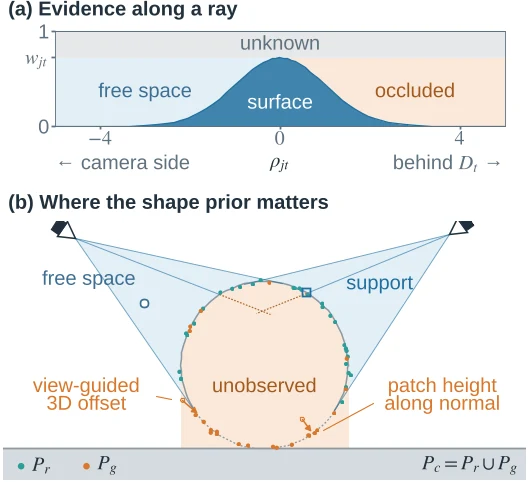 (a) Evidence along a ray
1
unknown
w_jt
free space
occluded
surface
0
−4
0
4
← camera side
ρ_jt
behind D_t →
(b) Where the shape prior matters
free space
support
view-guided
3D offset
unobserved
patch height
along normal
P_r
P_g
P_c = P_r ∪ P_g